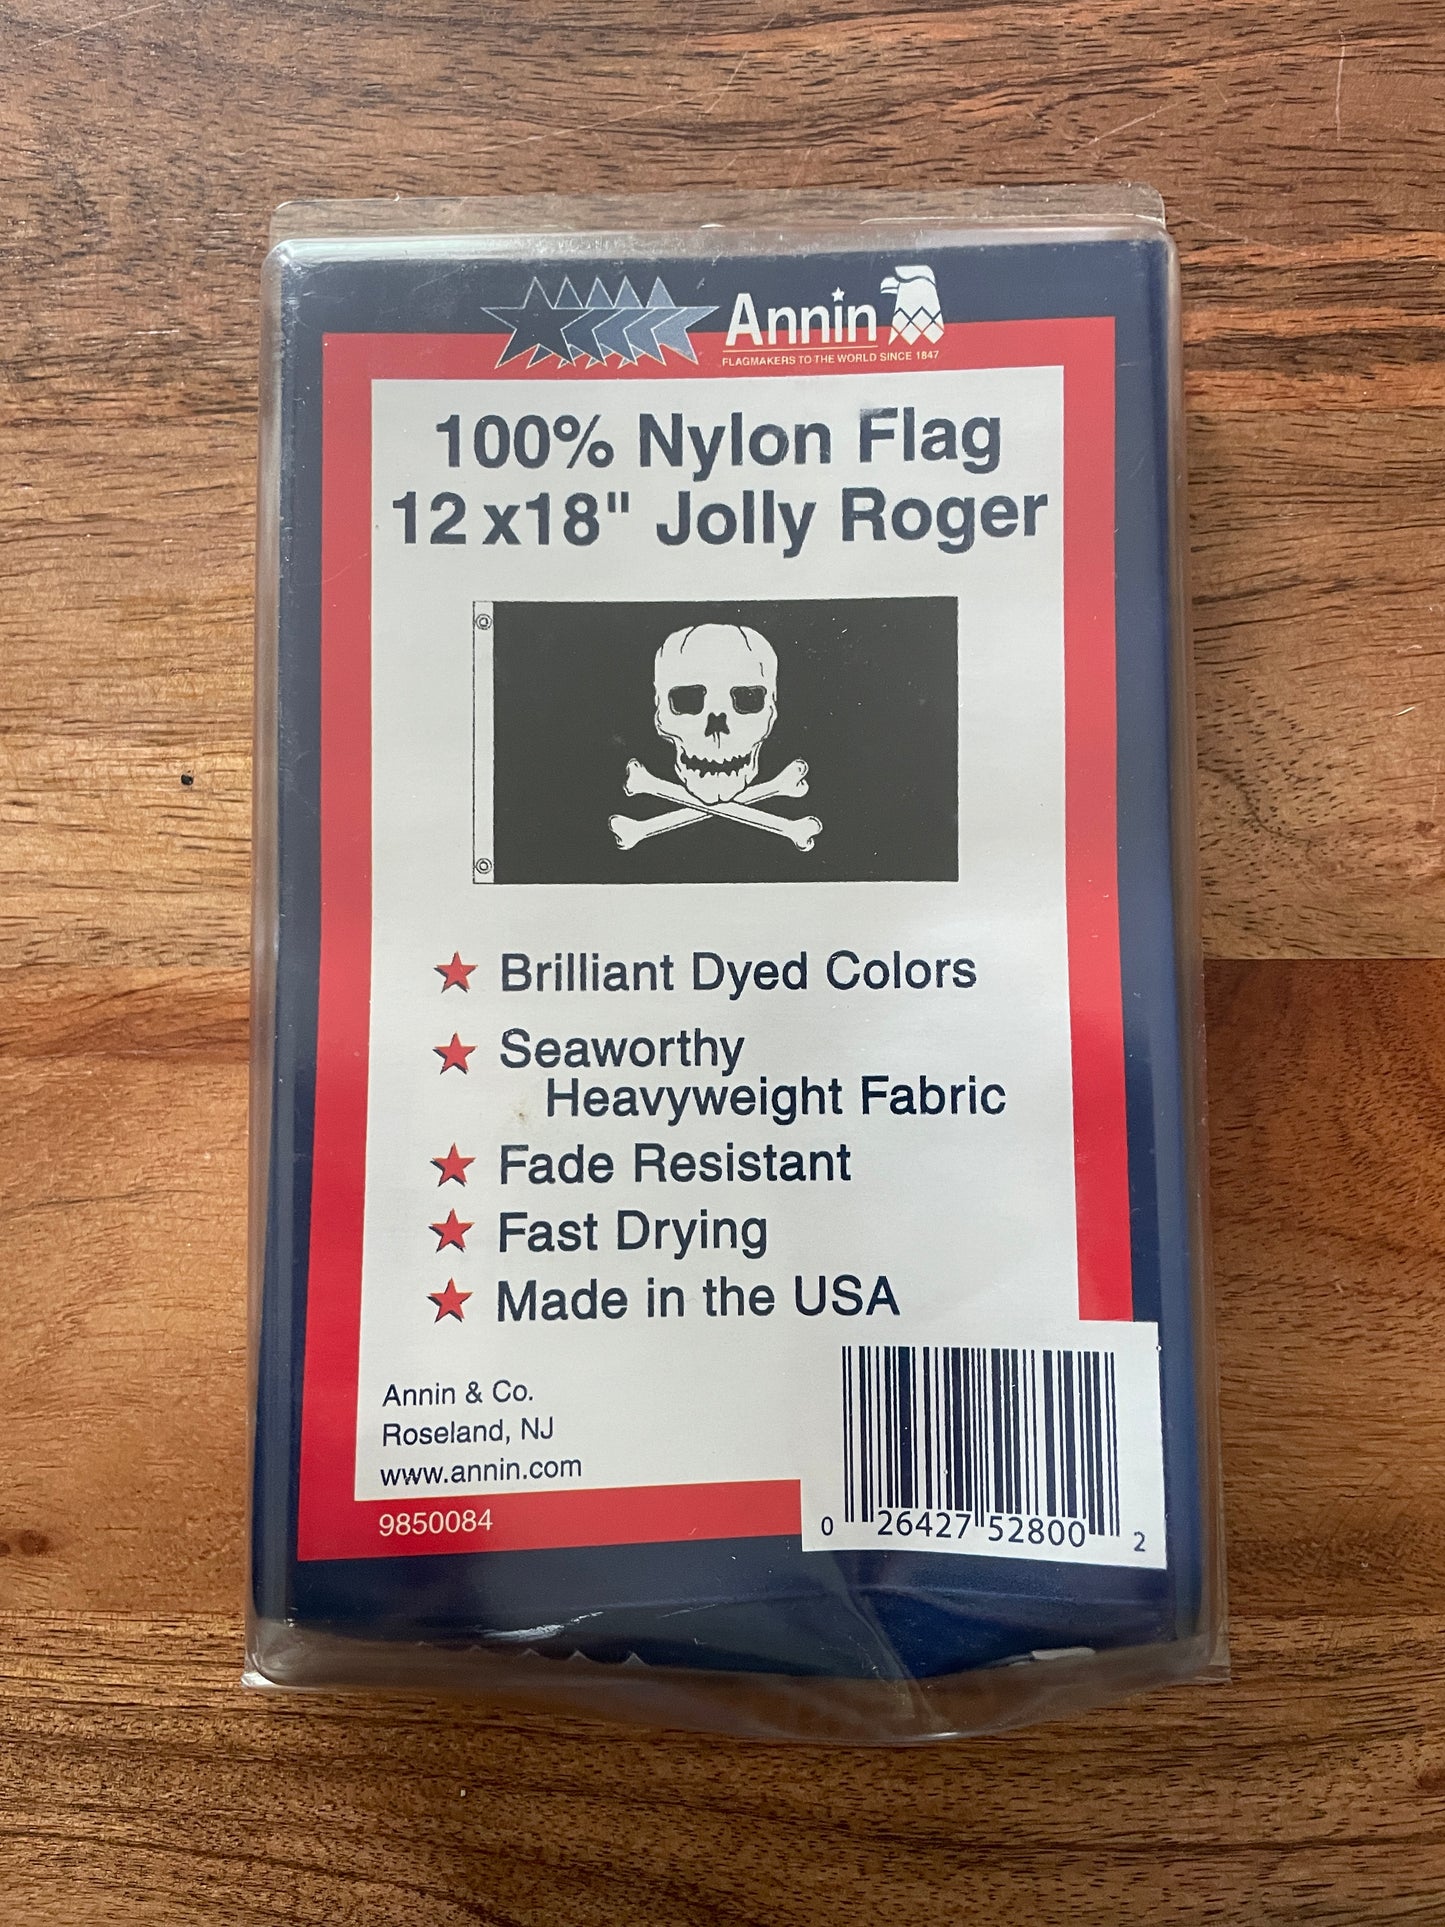 Annin
FLAGMAKERS TO THE WORLD SINCE 1847
100% Nylon Flag
12 x18" Jolly Roger
Brilliant Dyed Colors
Seaworthy
Heavyweight Fabric
Fade Resistant
Fast Drying
Made in the USA
Annin & Co.
Roseland, NJ
www.annin.com
9850084
0 26427 52800 2